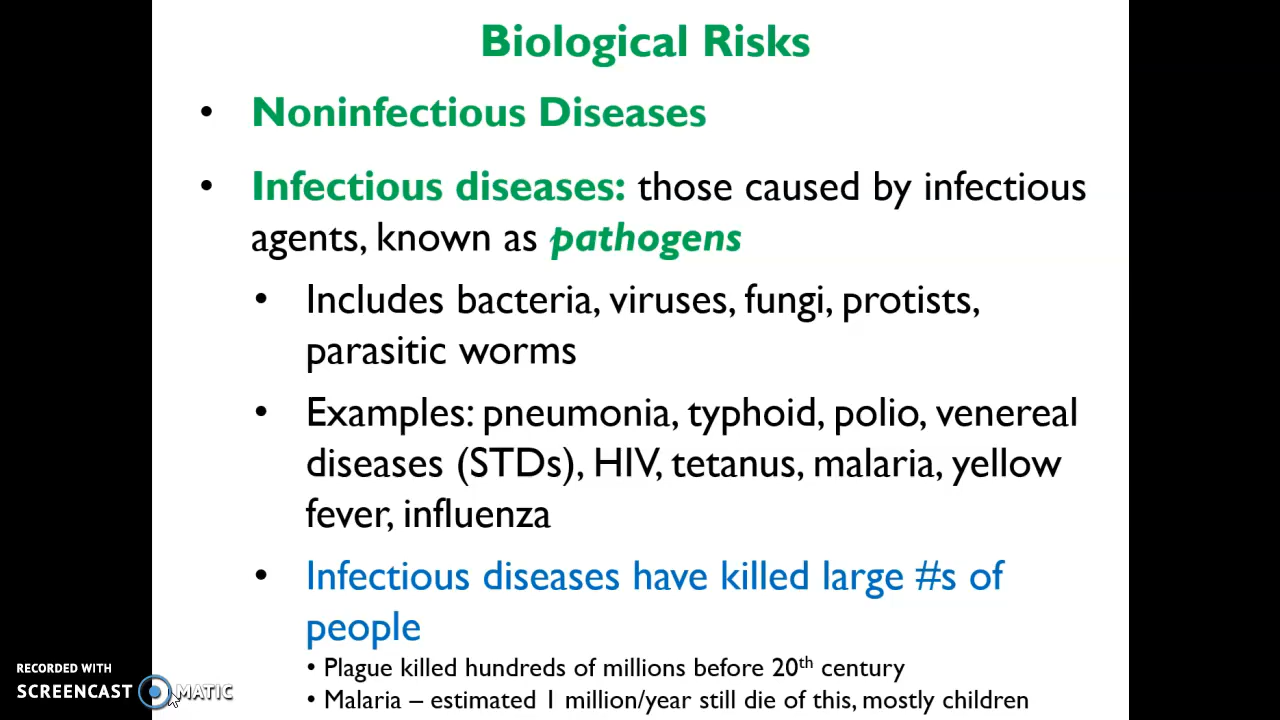 Biological Risks
• Noninfectious Diseases
• Infectious diseases: those caused by infectious
agents, known as pathogens
• Includes bacteria, viruses, fungi, protists,
parasitic worms
• Examples: pneumonia, typhoid, polio, venereal
diseases (STDs), HIV, tetanus, malaria, yellow
fever, influenza
• Infectious diseases have killed large #s of
people
• Plague killed hundreds of millions before 20th century
• Malaria – estimated 1 million/year still die of this, mostly children
RECORDED WITH
SCREENCAST MATIC